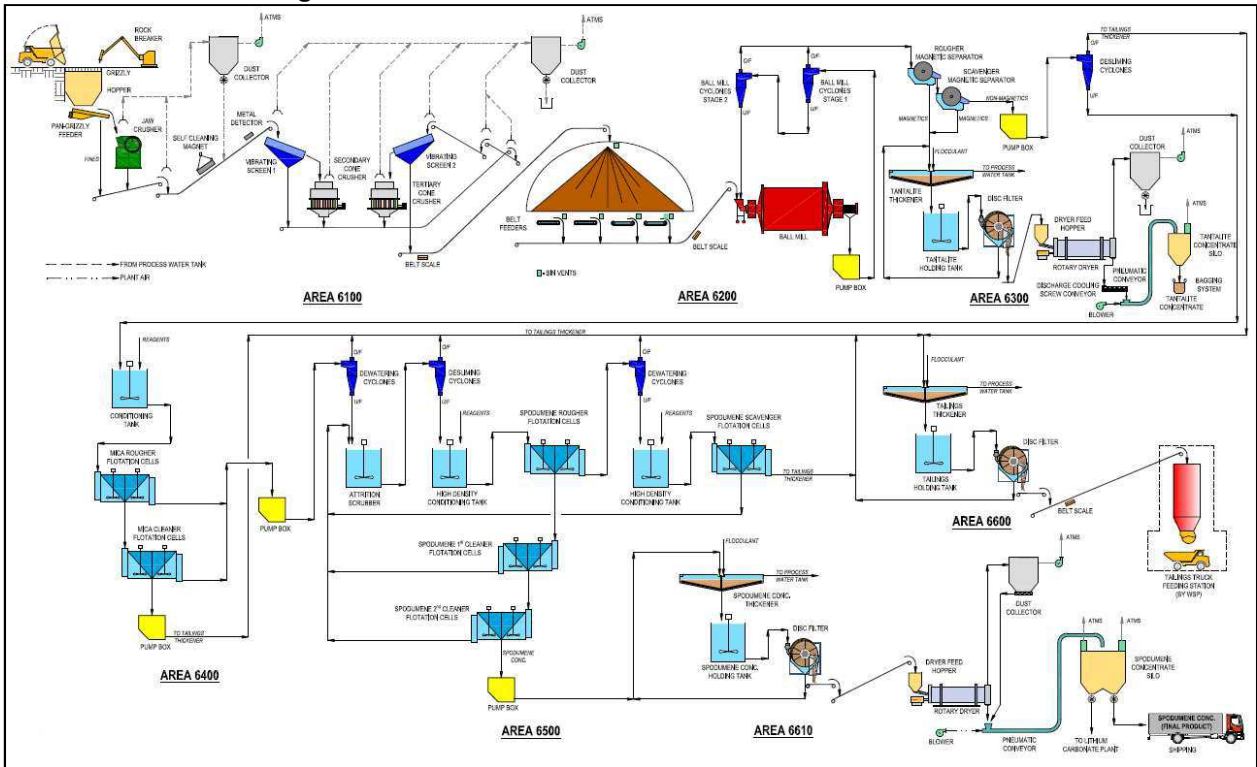 ROCK
BREAKER
GRIZZLY
HOPPER
PAN-GRIZZLY
FEEDER
JAW
CRUSHER
FINES
SELF CLEANING
MAGNET
METAL
DETECTOR
DUST
COLLECTOR
ATMS
VIBRATING
SCREEN 1
SECONDARY
CONE
CRUSHER
VIBRATING
SCREEN 2
TERTIARY
CONE
CRUSHER
BELT SCALE
DUST
COLLECTOR
ATMS
FROM PROCESS WATER TANK
PLANT AIR
AREA 6100
BELT
FEEDERS
=BIN VENTS
BELT SCALE
BALL MILL
CYCLONES
STAGE 2
O/F
U/F
BALL MILL
CYCLONES
STAGE 1
O/F
U/F
BALL MILL
PUMP BOX
AREA 6200
ROUGHER
MAGNETIC SEPARATOR
SCAVENGER
MAGNETIC SEPARATOR
NON-MAGNETICS
MAGNETICS
MAGNETICS
PUMP BOX
TO TAILINGS
THICKENER
O/F
DESLIMING
CYCLONES
U/F
FLOCCULANT
TO PROCESS
WATER TANK
TANTALITE
THICKENER
DISC FILTER
TANTALITE
HOLDING TANK
DRYER FEED
HOPPER
ROTARY DRYER
DUST
COLLECTOR
ATMS
ATMS
PNEUMATIC
CONVEYOR
DISCHARGE COOLING
SCREW CONVEYOR
BLOWER
TANTALITE
CONCENTRATE
SILO
BAGGING
SYSTEM
TANTALITE
CONCENTRATE
AREA 6300
REAGENTS
CONDITIONING
TANK
MICA ROUGHER
FLOTATION CELLS
MICA CLEANER
FLOTATION CELLS
PUMP BOX
TO TAILINGS
THICKENER
PUMP BOX
AREA 6400
TO TAILINGS THICKENER
O/F
DEWATERING
CYCLONES
U/F
ATTRITION
SCRUBBER
O/F
DESLIMING
CYCLONES
U/F
REAGENTS
HIGH DENSITY
CONDITIONING TANK
SPODUMENE ROUGHER
FLOTATION CELLS
O/F
DEWATERING
CYCLONES
U/F
REAGENTS
HIGH DENSITY
CONDITIONING TANK
SPODUMENE SCAVENGER
FLOTATION CELLS
TO TAILINGS
THICKENER
SPODUMENE 1ST CLEANER
FLOTATION CELLS
SPODUMENE 2ND CLEANER
FLOTATION CELLS
SPODUMENE
CONC.
PUMP BOX
AREA 6500
FLOCCULANT
TO PROCESS
WATER TANK
TAILINGS
THICKENER
DISC FILTER
TAILINGS
HOLDING TANK
BELT SCALE
AREA 6600
TAILINGS TRUCK
FEEDING STATION
(BY WSP)
FLOCCULANT
TO PROCESS
WATER TANK
SPODUMENE CONC.
THICKENER
DISC FILTER
SPODUMENE CONC.
HOLDING TANK
AREA 6610
DRYER FEED
HOPPER
ROTARY DRYER
BLOWER
PNEUMATIC
CONVEYOR
DUST
COLLECTOR
ATMS
ATMS
ATMS
SPODUMENE
CONCENTRATE
SILO
TO LITHIUM
CARBONATE PLANT
SPODUMENE CONC.
(FINAL PRODUCT)
SHIPPING